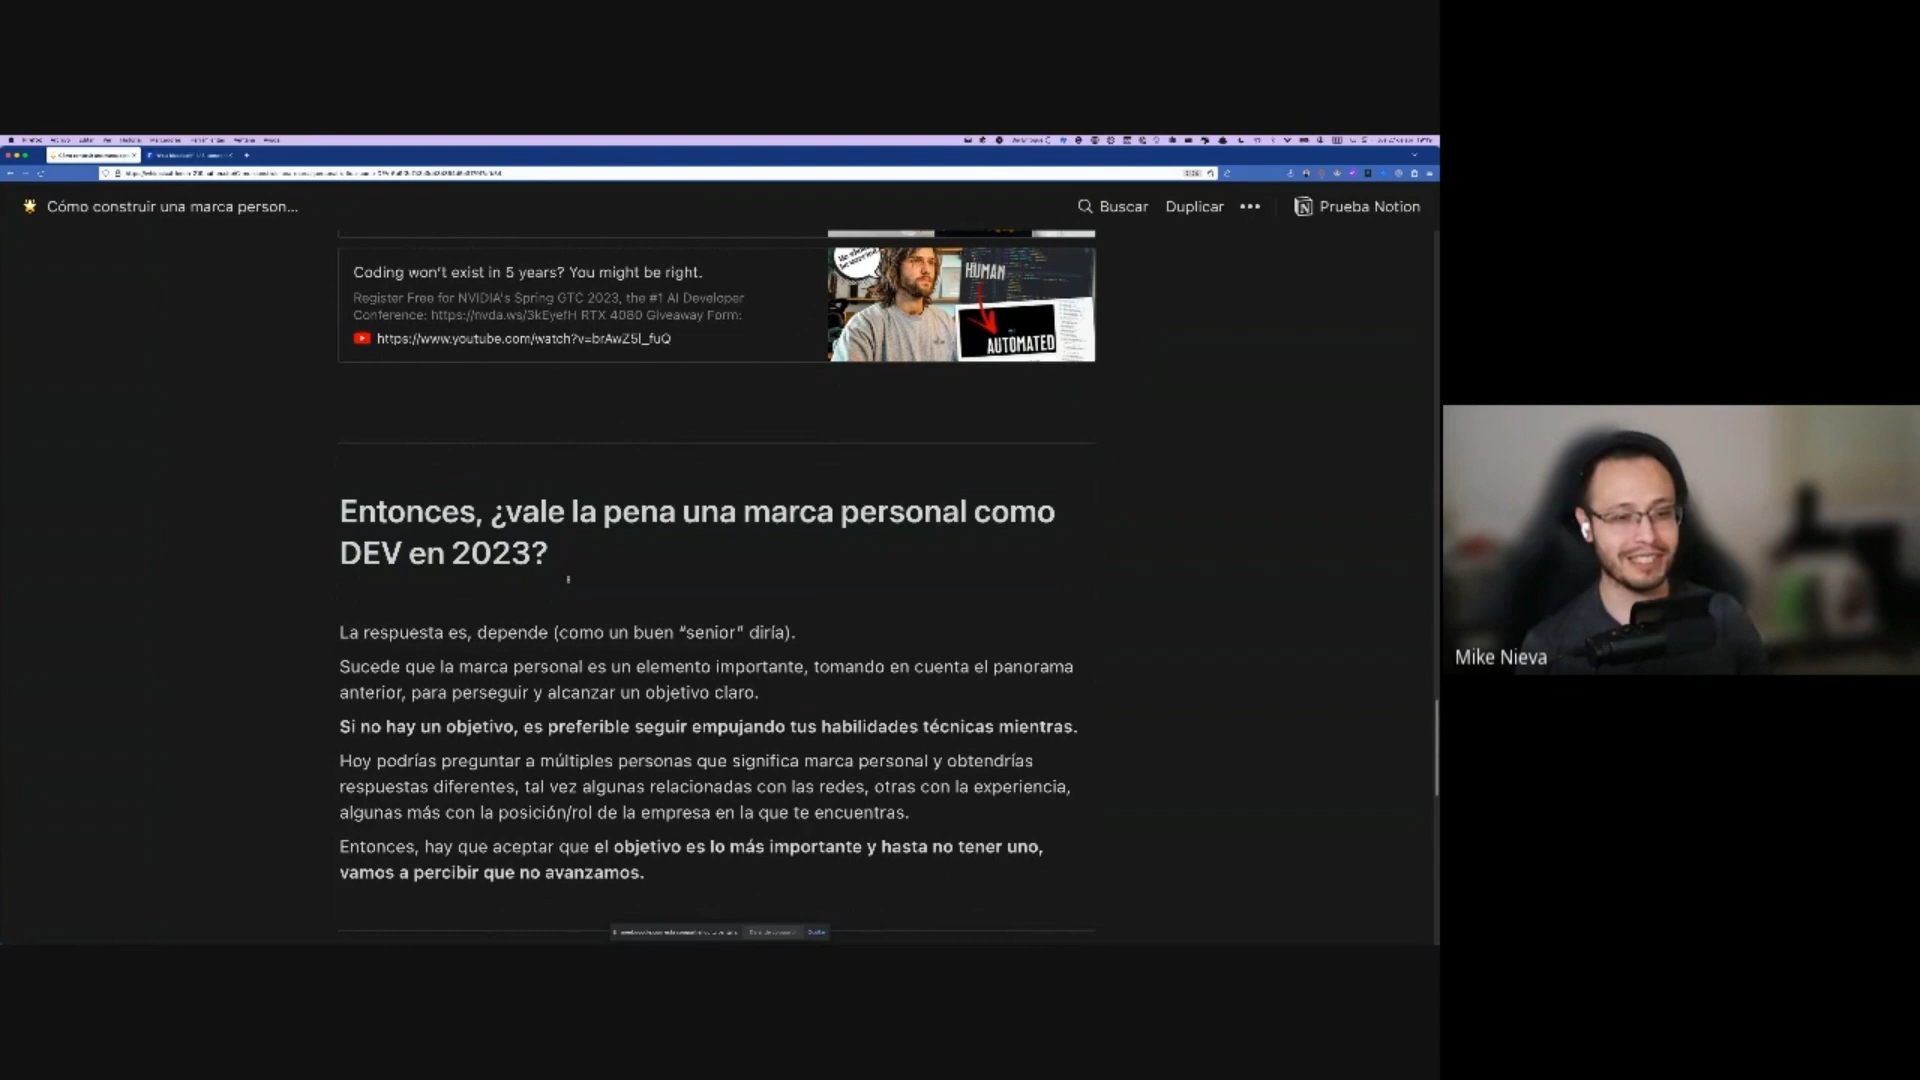 Cómo construir una marca person...
Buscar Duplicar ••• Prueba Notion
Coding won't exist in 5 years? You might be right.
Register Free for NVIDIA's Spring GTC 2023, the #1 AI Developer
Conference: https://nvda.ws/3kEyefH RTX 4080 Giveaway Form:
https://www.youtube.com/watch?v=brAwZ5l_fuQ
HUMAN
AUTOMATED
Entonces, ¿vale la pena una marca personal como
DEV en 2023?
La respuesta es, depende (como un buen “senior” diría).
Sucede que la marca personal es un elemento importante, tomando en cuenta el panorama
anterior, para perseguir y alcanzar un objetivo claro.
Si no hay un objetivo, es preferible seguir empujando tus habilidades técnicas mientras.
Hoy podrías preguntar a múltiples personas que significa marca personal y obtendrías
respuestas diferentes, tal vez algunas relacionadas con las redes, otras con la experiencia,
algunas más con la posición/rol de la empresa en la que te encuentras.
Entonces, hay que aceptar que el objetivo es lo más importante y hasta no tener uno,
vamos a percibir que no avanzamos.
Mike Nieva